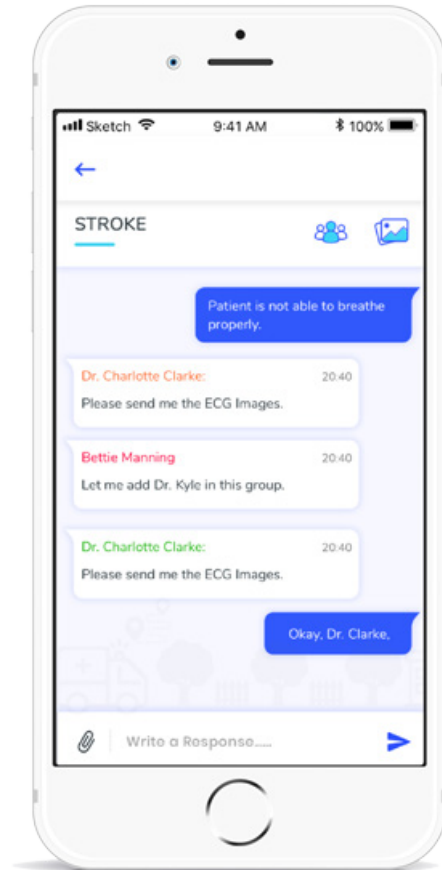 Sketch 9:41 AM 100%
STROKE
Patient is not able to breathe
properly.
Dr. Charlotte Clarke: 20:40
Please send me the ECG Images.
Bettie Manning 20:40
Let me add Dr. Kyle in this group.
Dr. Charlotte Clarke: 20:40
Please send me the ECG Images.
Okay, Dr. Clarke,
Write a Response......